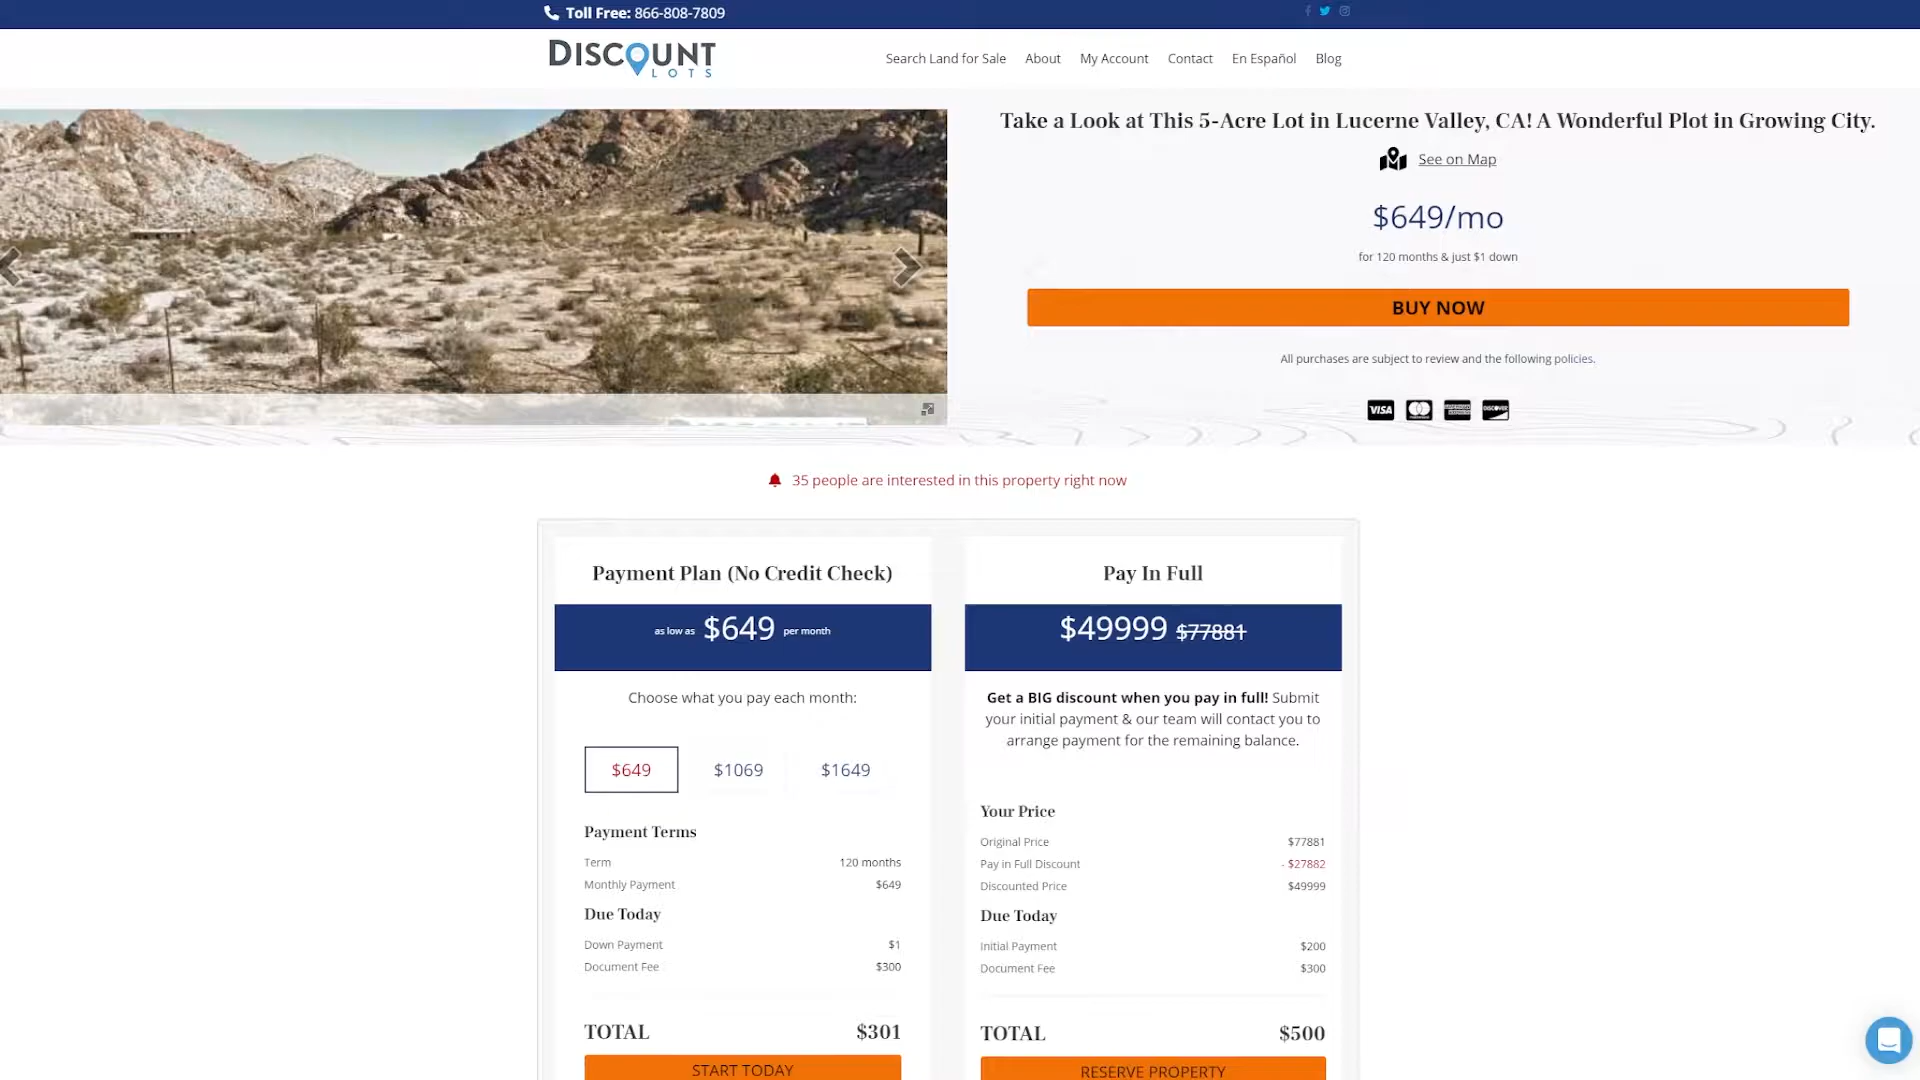 Toll Free: 866-808-7809
DISCOUNT
LOTS
Search Land for Sale
About
My Account
Contact
En Español
Blog
Take a Look at This 5-Acre Lot in Lucerne Valley, CA! A Wonderful Plot in Growing City.
See on Map
$649/mo
for 120 months & just $1 down
BUY NOW
All purchases are subject to review and the following policies.
VISA
DISCOVER
35 people are interested in this property right now
Payment Plan (No Credit Check)
as low as $649 per month
Choose what you pay each month:
$649
$1069
$1649
Payment Terms
Term 120 months
Monthly Payment $649
Due Today
Down Payment $1
Document Fee $300
TOTAL $301
START TODAY
Pay In Full
$49999 $77881
Get a BIG discount when you pay in full! Submit
your initial payment & our team will contact you to
arrange payment for the remaining balance.
Your Price
Original Price $77881
Pay in Full Discount - $27882
Discounted Price $49999
Due Today
Initial Payment $200
Document Fee $300
TOTAL $500
RESERVE PROPERTY